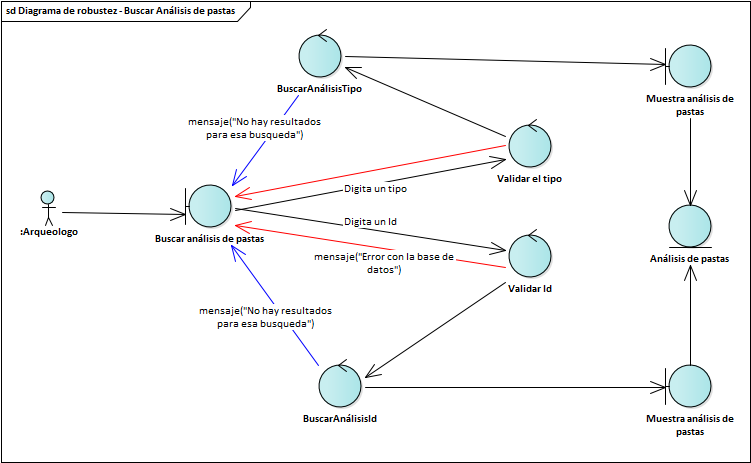 sd Diagrama de robustez - Buscar Análisis de pastas
BuscarAnálisisTipo
Muestra análisis de
pastas
mensaje("No hay resultados
para esa busqueda")
Validar el tipo
Digita un tipo
:Arqueologo
Buscar análisis de pastas
Digita un Id
mensaje("Error con la base de
datos")
Análisis de pastas
Validar Id
mensaje("No hay resultados
para esa busqueda")
BuscarAnálisisId
Muestra análisis de
pastas